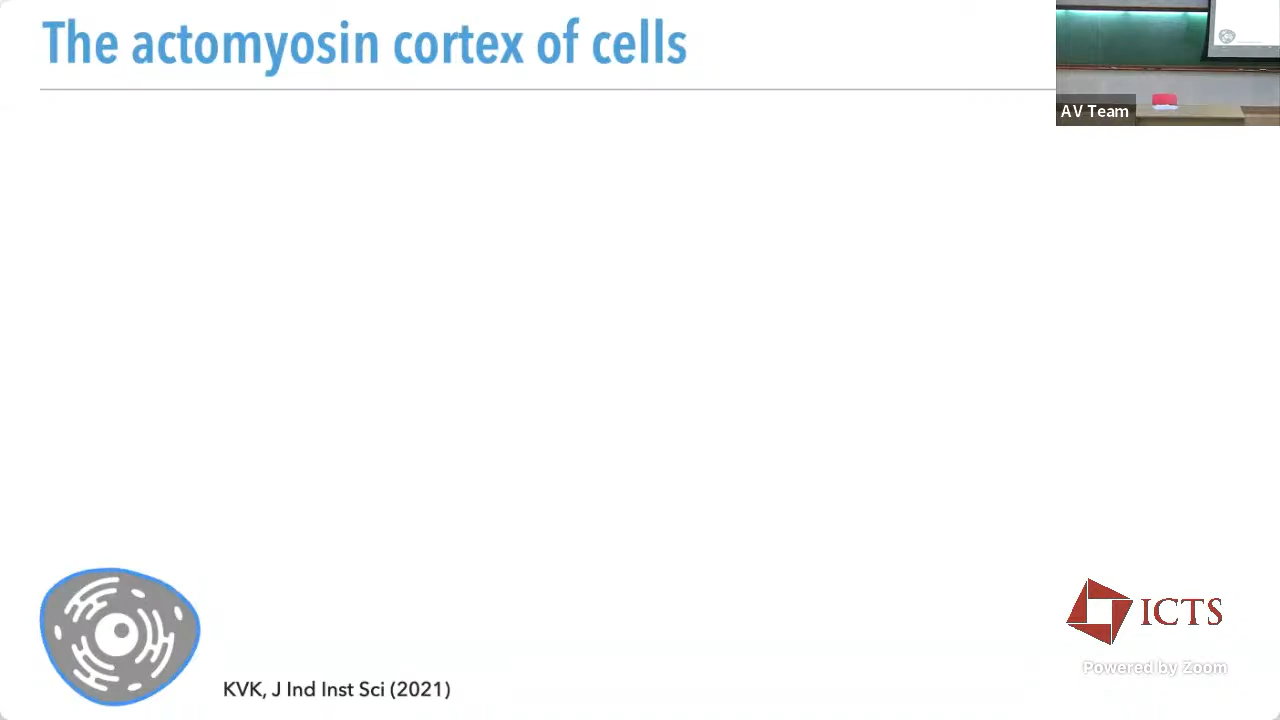 The actomyosin cortex of cells
AV Team
ICTS
Powered by Zoom
KVK, J Ind Inst Sci (2021)